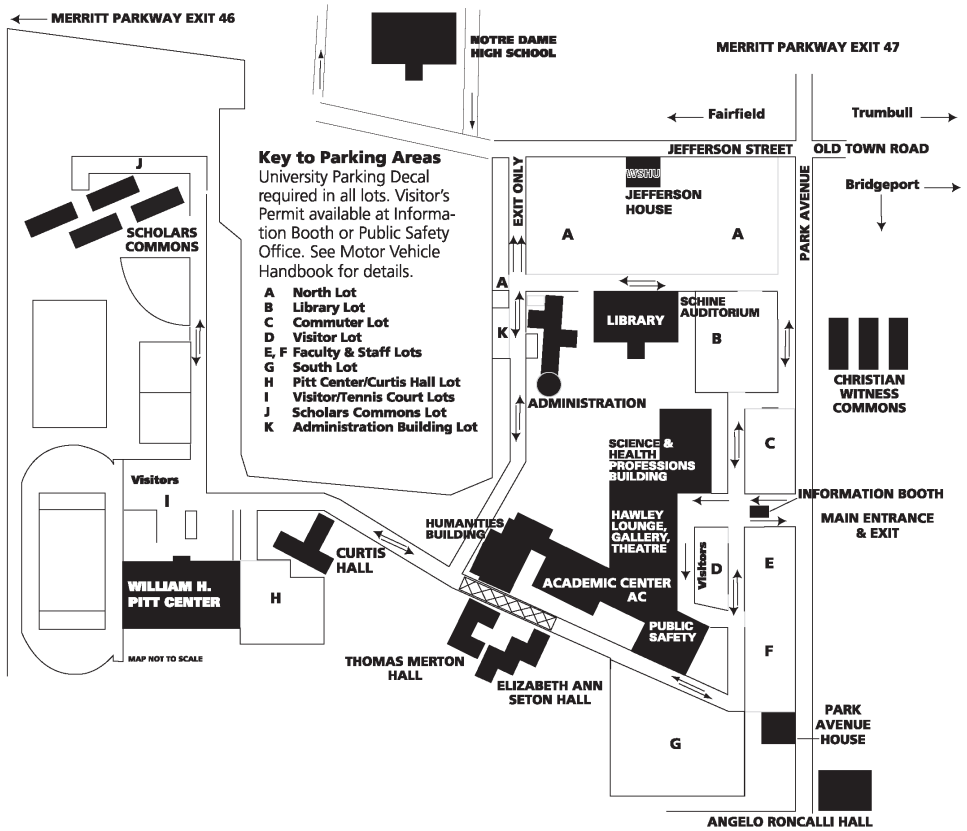 MERRITT PARKWAY EXIT 46
NOTRE DAME
HIGH SCHOOL
MERRITT PARKWAY EXIT 47
Fairfield
Trumbull
JEFFERSON STREET
OLD TOWN ROAD
Key to Parking Areas
University Parking Decal
required in all lots. Visitor's
Permit available at Informa-
tion Booth or Public Safety
Office. See Motor Vehicle
Handbook for details.
A North Lot
B Library Lot
C Commuter Lot
D Visitor Lot
E, F Faculty & Staff Lots
G South Lot
H Pitt Center/Curtis Hall Lot
I Visitor/Tennis Court Lots
J Scholars Commons Lot
K Administration Building Lot
J
SCHOLARS
COMMONS
EXIT ONLY
WSHU
JEFFERSON
HOUSE
A
A
PARK AVENUE
Bridgeport
A
K
LIBRARY
SCHINE
AUDITORIUM
B
ADMINISTRATION
CHRISTIAN
WITNESS
COMMONS
SCIENCE &
HEALTH
PROFESSIONS
BUILDING
C
Visitors
I
INFORMATION BOOTH
MAIN ENTRANCE
& EXIT
HUMANITIES
BUILDING
HAWLEY
LOUNGE,
GALLERY,
THEATRE
CURTIS
HALL
Visitors
D
E
WILLIAM H.
PITT CENTER
H
ACADEMIC CENTER
AC
PUBLIC
SAFETY
F
MAP NOT TO SCALE
THOMAS MERTON
HALL
ELIZABETH ANN
SETON HALL
G
PARK
AVENUE
HOUSE
ANGELO RONCALLI HALL